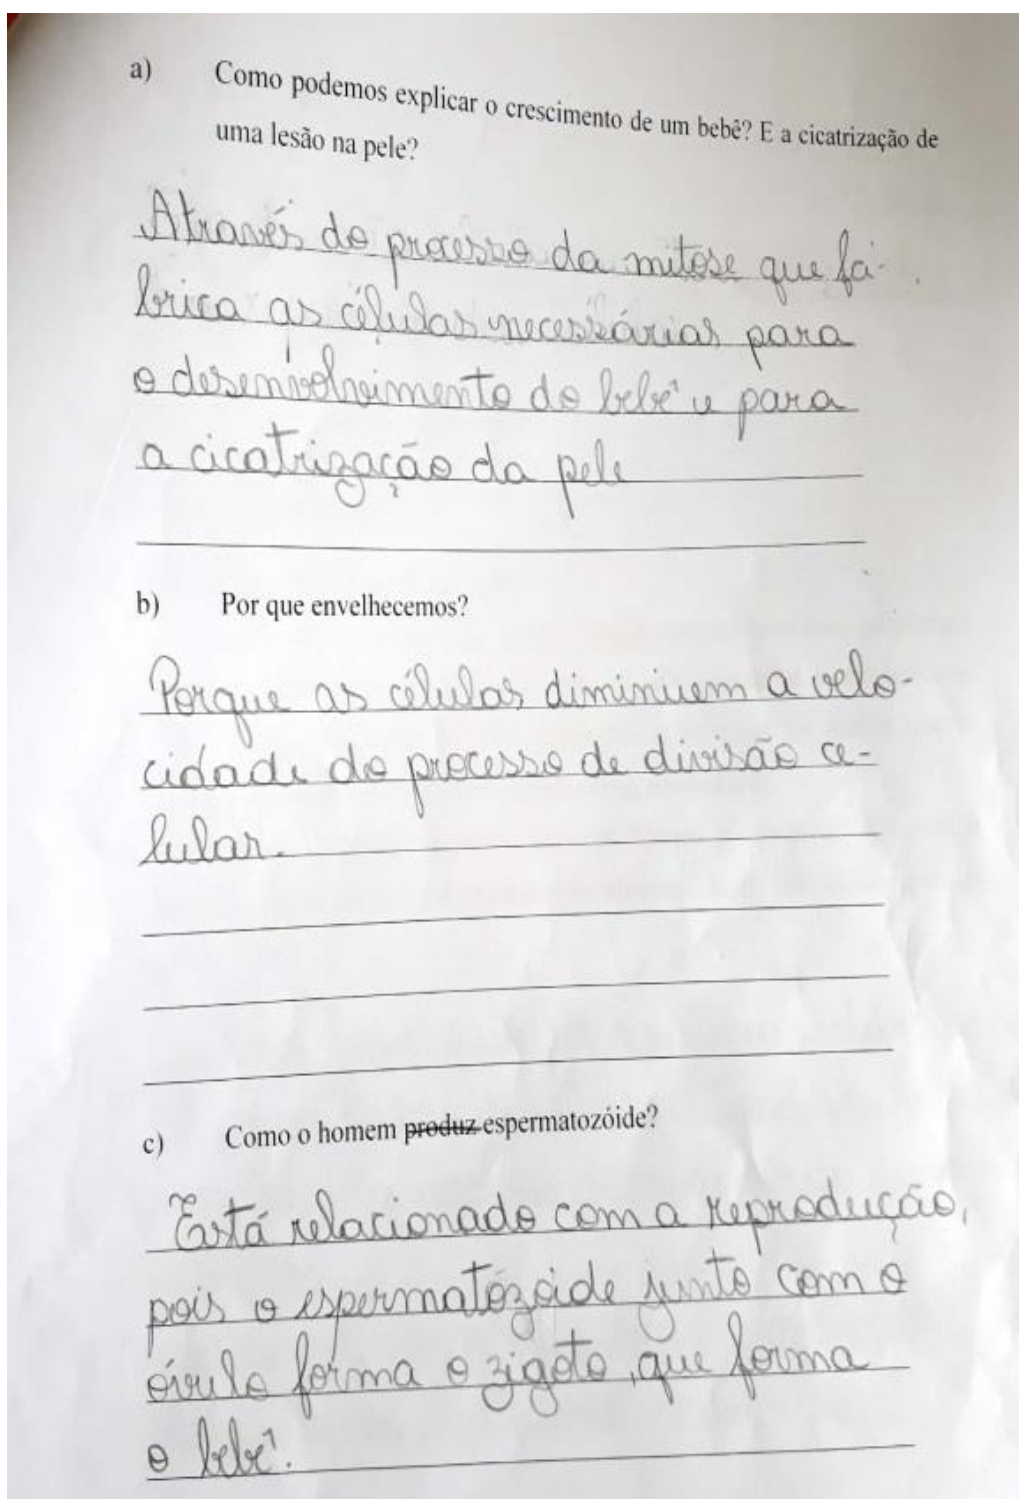 a) Como podemos explicar o crescimento de um bebê? E a cicatrização de
uma lesão na pele?
Através do processo da mitose que fá-
brica as células necessárias para
o desenvolvimento do bebê e para
a cicatrização da pele
b) Por que envelhecemos?
Porque as células diminiuem a velo-
cidade do processo de divisão ce-
lular.
c) Como o homem produz espermatozóide?
Está relacionado com a reprodução,
pois o espermatozoide junto com o
óvulo forma o zigoto, que forma
o bebê.